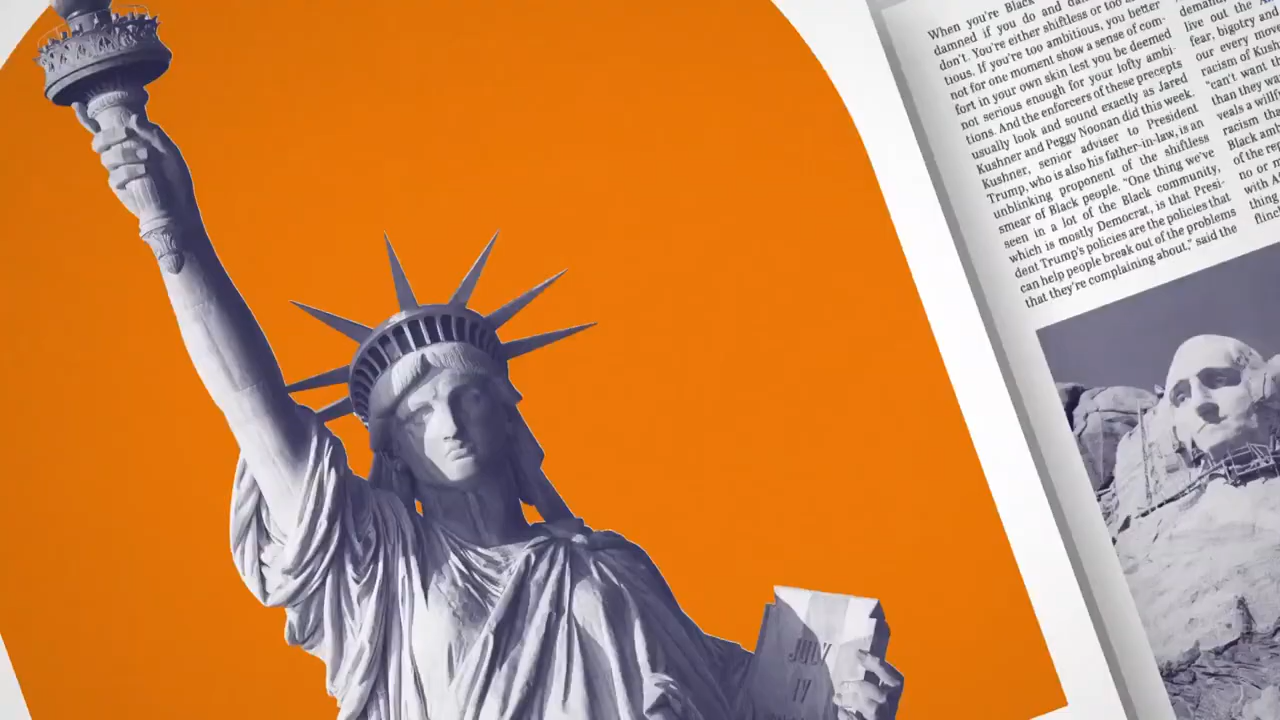 When you're Black
damned if you do and
don't. You're either shiftless or too
tious. If you're too ambitious, you better
not for one moment show a sense of com-
fort in your own skin lest you be deemed
not serious enough for your lofty ambi-
tions. And the enforcers of these precepts
usually look and sound exactly as Jared
Kushner and Peggy Noonan did this week.
Kushner, senior adviser to President
Trump, who is also his father-in-law, is an
unblinking proponent of the shiftless
smear of Black people. "One thing we've
seen in a lot of the Black community,
which is mostly Democrat, is that Presi-
dent Trump's policies are the policies that
can help people break out of the problems
that they're complaining about," said the
live out the
fear, bigotry and
our every move
racism of Kush
"can't want th
than they wa
veals a willf
racism tha
Black amb
of the rep
no or n
with A
thing
flin
JULY
IV